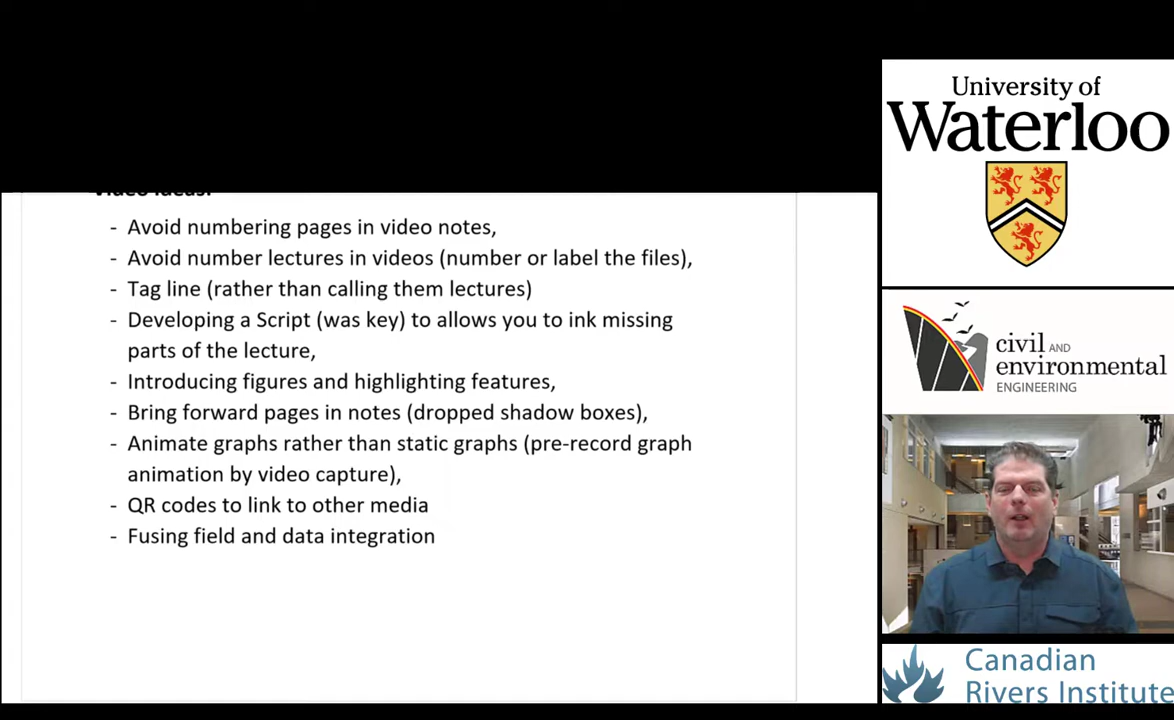 Video Ideas:
- Avoid numbering pages in video notes,
- Avoid number lectures in videos (number or label the files),
- Tag line (rather than calling them lectures)
- Developing a Script (was key) to allows you to ink missing
parts of the lecture,
- Introducing figures and highlighting features,
- Bring forward pages in notes (dropped shadow boxes),
- Animate graphs rather than static graphs (pre-record graph
animation by video capture),
- QR codes to link to other media
- Fusing field and data integration
University of
Waterloo
civil AND
environmental
ENGINEERING
Canadian
Rivers Institute